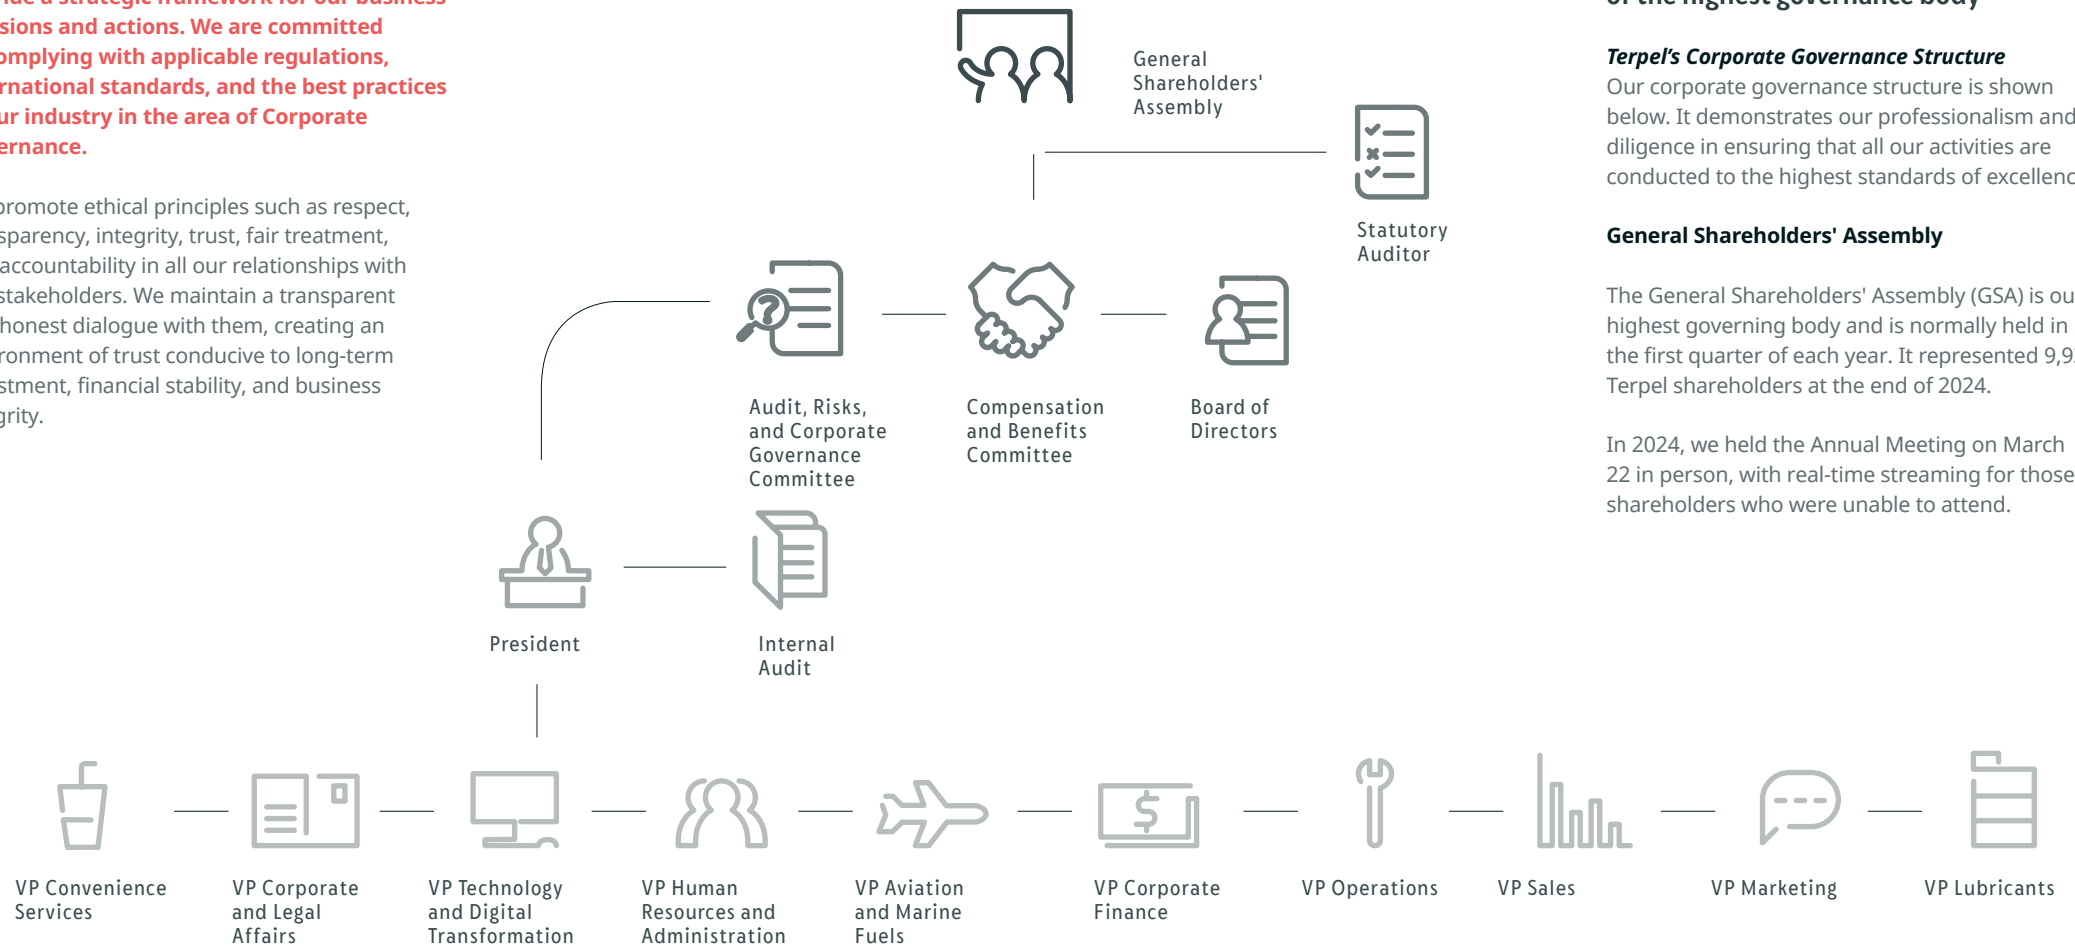 vide a strategic framework for our business
sions and actions. We are committed
omplying with applicable regulations,
rnational standards, and the best practices
ur industry in the area of Corporate
ernance.
promote ethical principles such as respect,
sparency, integrity, trust, fair treatment,
accountability in all our relationships with
stakeholders. We maintain a transparent
honest dialogue with them, creating an
ronment of trust conducive to long-term
stment, financial stability, and business
grity.
General
Shareholders'
Assembly
Statutory
Auditor
Audit, Risks,
and Corporate
Governance
Committee
Compensation
and Benefits
Committee
Board of
Directors
President
Internal
Audit
VP Convenience
Services
VP Corporate
and Legal
Affairs
VP Technology
and Digital
Transformation
VP Human
Resources and
Administration
VP Aviation
and Marine
Fuels
VP Corporate
Finance
VP Operations
VP Sales
VP Marketing
VP Lubricants
of the highest governance body
Terpel's Corporate Governance Structure
Our corporate governance structure is shown
below. It demonstrates our professionalism and
diligence in ensuring that all our activities are
conducted to the highest standards of excellenc
General Shareholders' Assembly
The General Shareholders' Assembly (GSA) is ou
highest governing body and is normally held in
the first quarter of each year. It represented 9,9
Terpel shareholders at the end of 2024.
In 2024, we held the Annual Meeting on March
22 in person, with real-time streaming for those
shareholders who were unable to attend.